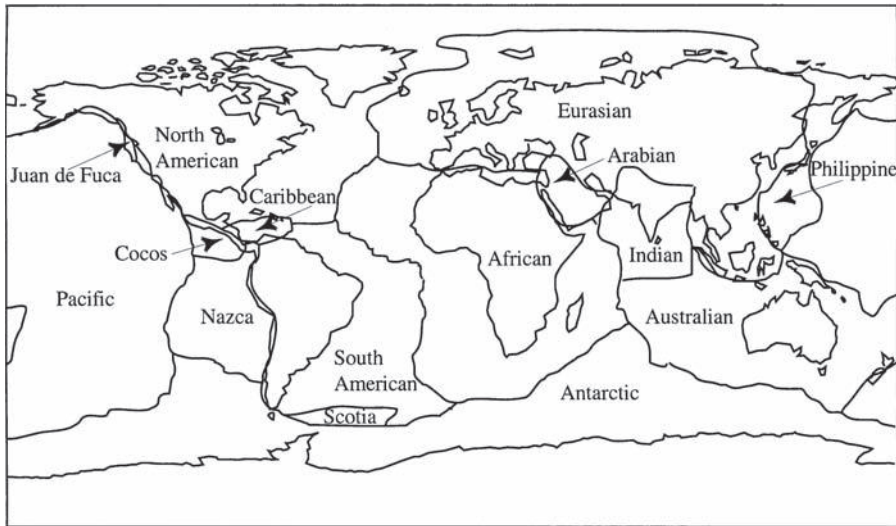 Eurasian
North
American
Arabian
Juan de Fuca
Philippine
Caribbean
Cocos
African
Indian
Pacific
Nazca
Australian
South
American
Antarctic
Scotia